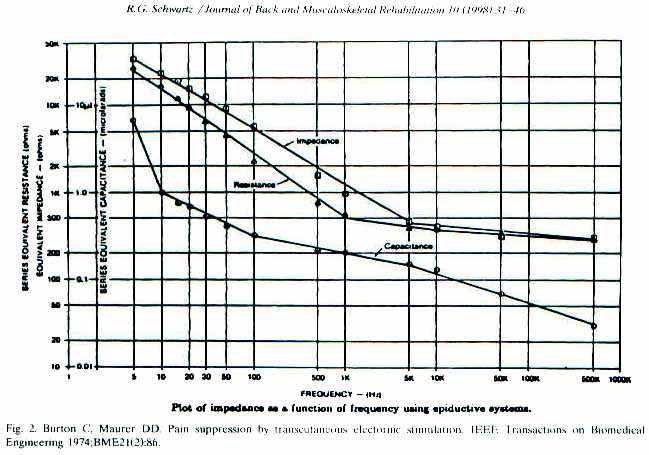 R.G. Schwartz / Journal of Back and Musculoskeletal Rehabilitation 10 (1998) 31–46
SERIES EQUIVALENT RESISTANCE (ohms)
EQUIVALENT IMPEDANCE – (ohms)
SERIES EQUIVALENT CAPACITANCE – (microfarads)
50K
20K
10K
5K
2K
1K
500
200
100
50
20
10
10μf
1.0
0.1
0.01
Impedance
Resistance
Capacitance
1 5 10 20 30 50 100 500 1K 5K 10K 50K 100K 500K 1000K
FREQUENCY – (Hz)
Plot of impedance as a function of frequency using epiductive systems.
Fig. 2. Burton C, Maurer DD. Pain suppression by transcutaneous electornic stimulation. IEEE Transactions on Biomedical
Engineering 1974;BME21(2):86.